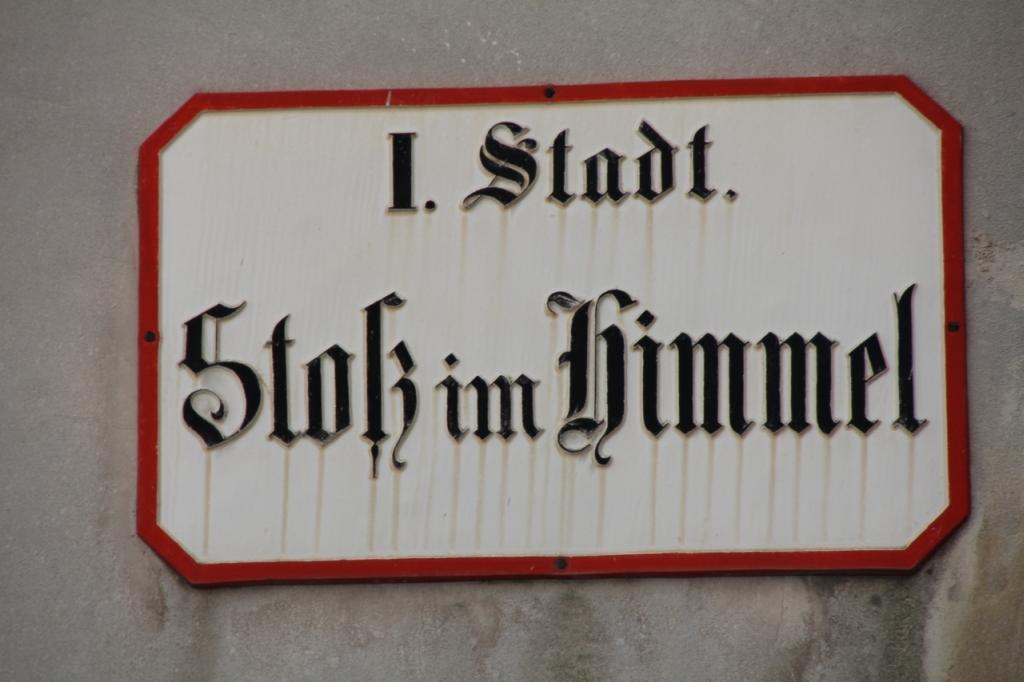 I. Stadt.
Stoß im Himmel